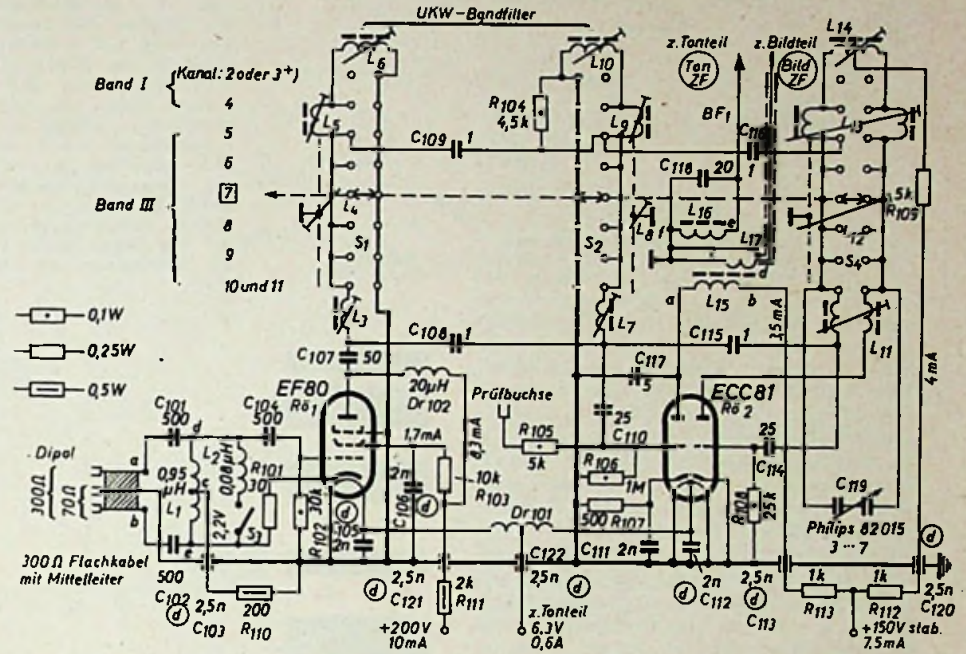 UKW-Bandfilter
L6
L10
z. Tonteil
Ton ZF
z. Bildteil
Bild ZF
L14
Band I
Kanal: 2 oder 3+)
4
Band III
5
6
7
8
9
10 und 11
L5
R104
4,5k
L9
BF1
C109
1
C118
20
1
L4
S1
S2
L8
f
L16
e
L17
d
S4
5k
R109
L3
L7
a
L15
b
L11
0,1W
0,25W
0,5W
C107
50
C108
1
C115
1
C117
5
4mA
EF80
Rö1
20µH
Dr102
8,3mA
1,7mA
Prüfbuchse
ECC81
Rö2
C101
500
C104
500
Dipol
300Ω
70Ω
a
b
d
c
e
0,95
µH
L1
L2
0,08µH
2,2V
S3
R101
30
30k
R102
2n
2n
C106
10k
R103
R105
5k
25
C110
R106
1M
500
R107
25
C114
25k
R108
C119
Philips 82015
3...7
300Ω Flachkabel
mit Mittelleiter
500
C102
d
2,5n
C103
200
R110
d
2,5n
C121
2k
R111
+200V
10mA
Dr101
C122
2,5n
z. Tonteil
6,3V
0,6A
C111
2n
d
2n
C112
2,5n
d
C113
1k
R113
1k
R112
+150V stab.
7,5mA
d
2,5n
C120